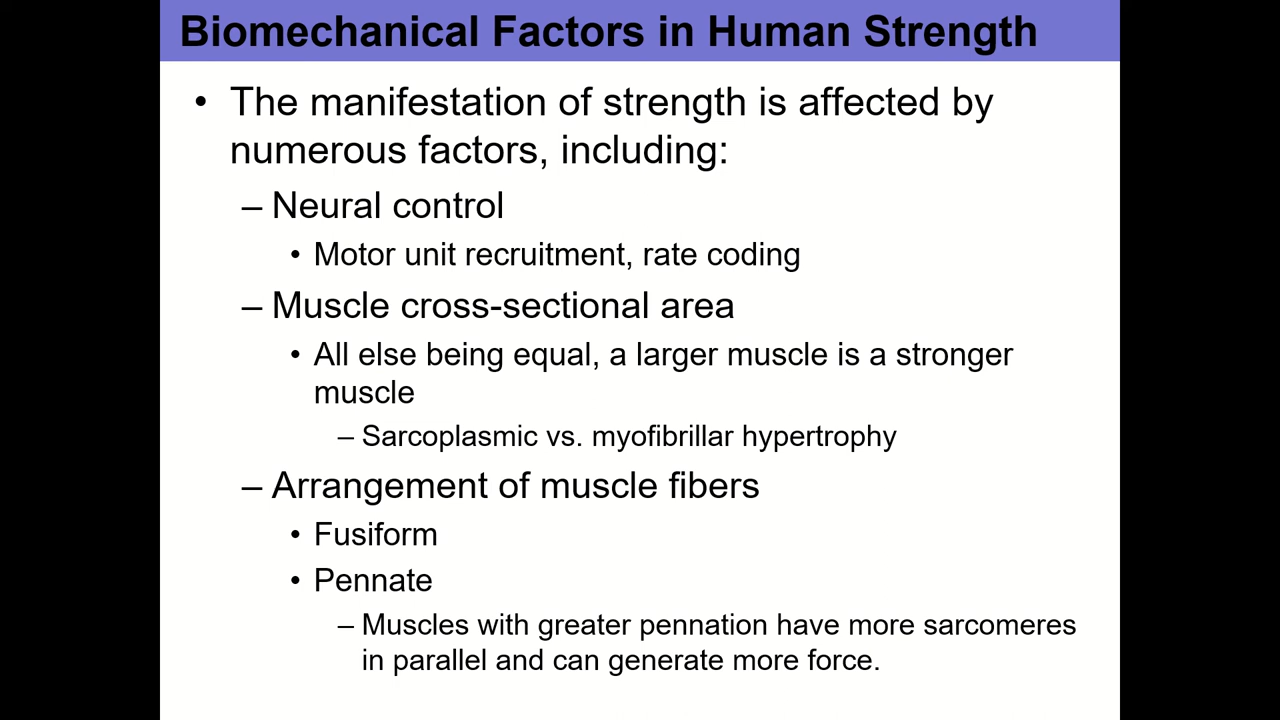 Biomechanical Factors in Human Strength
• The manifestation of strength is affected by
numerous factors, including:
– Neural control
• Motor unit recruitment, rate coding
– Muscle cross-sectional area
• All else being equal, a larger muscle is a stronger
muscle
– Sarcoplasmic vs. myofibrillar hypertrophy
– Arrangement of muscle fibers
• Fusiform
• Pennate
– Muscles with greater pennation have more sarcomeres
in parallel and can generate more force.